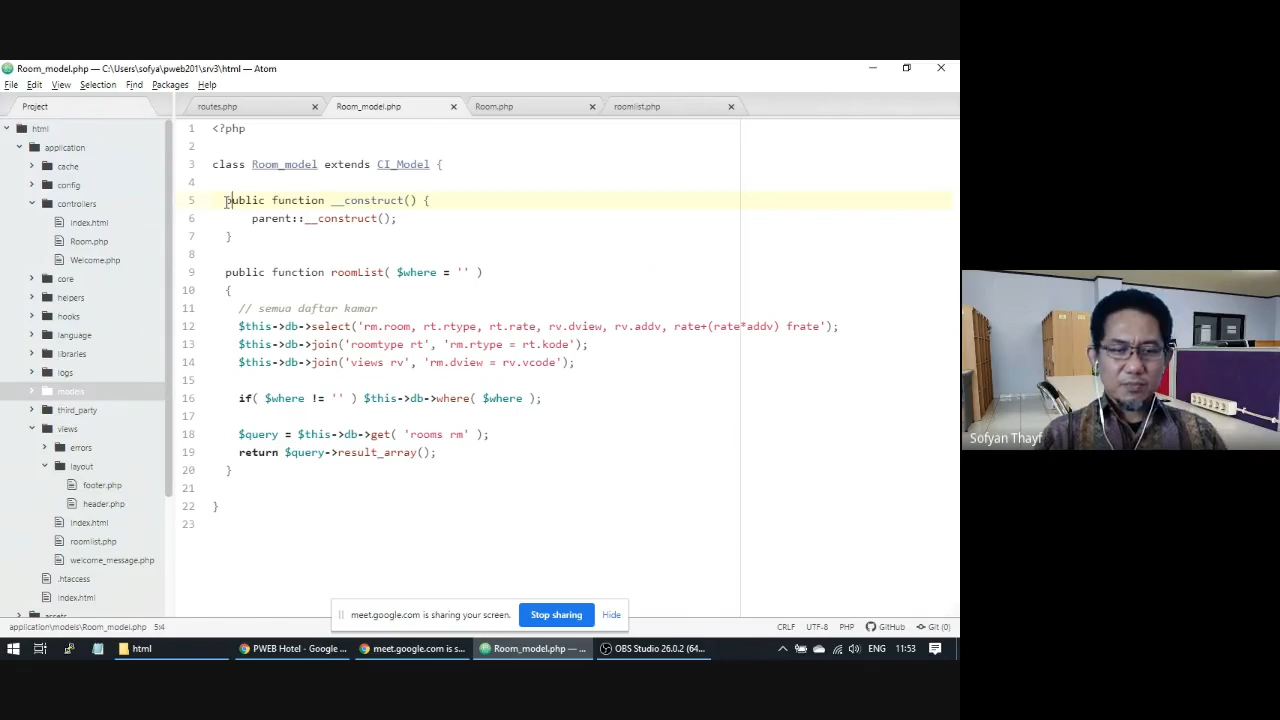 Room_model.php — C:\Users\sofya\pweb201\srv3\html — Atom
File Edit View Selection Find Packages Help
Project
routes.php
Room_model.php
Room.php
roomlist.php
html
application
cache
config
controllers
index.html
Room.php
Welcome.php
core
helpers
hooks
language
libraries
logs
models
third_party
views
errors
layout
footer.php
header.php
index.html
roomlist.php
welcome_message.php
.htaccess
index.html
assets
1 <?php
2
3 class Room_model extends CI_Model {
4
5 public function __construct() {
6 parent::__construct();
7 }
8
9 public function roomList( $where = '' )
10 {
11 // semua daftar kamar
12 $this->db->select('rm.room, rt.rtype, rt.rate, rv.dview, rv.addv, rate+(rate*addv) frate');
13 $this->db->join('roomtype rt', 'rm.rtype = rt.kode');
14 $this->db->join('views rv', 'rm.dview = rv.vcode');
15
16 if( $where != '' ) $this->db->where( $where );
17
18 $query = $this->db->get( 'rooms rm' );
19 return $query->result_array();
20 }
21
22 }
23
Sofyan Thayf
meet.google.com is sharing your screen. Stop sharing Hide
application\models\Room_model.php 5:4 CRLF UTF-8 PHP GitHub Git (0)
html PWEB Hotel - Google ... meet.google.com is s... Room_model.php — ... OBS Studio 26.0.2 (64... ENG 11:53